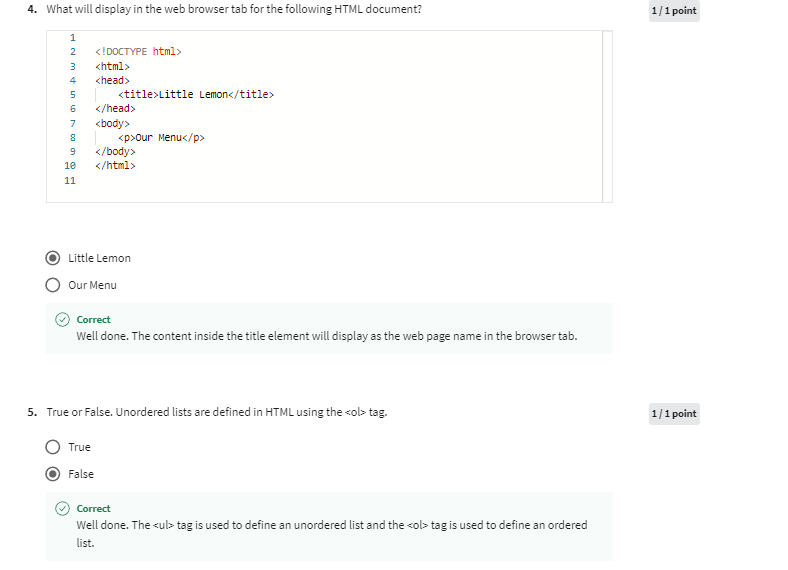 4. What will display in the web browser tab for the following HTML document?
1 / 1 point
1
2 <!DOCTYPE html>
3 <html>
4 <head>
5 <title>Little Lemon</title>
6 </head>
7 <body>
8 <p>Our Menu</p>
9 </body>
10 </html>
11
Little Lemon
Our Menu
Correct
Well done. The content inside the title element will display as the web page name in the browser tab.
5. True or False. Unordered lists are defined in HTML using the <ol> tag.
1 / 1 point
True
False
Correct
Well done. The <ul> tag is used to define an unordered list and the <ol> tag is used to define an ordered
list.